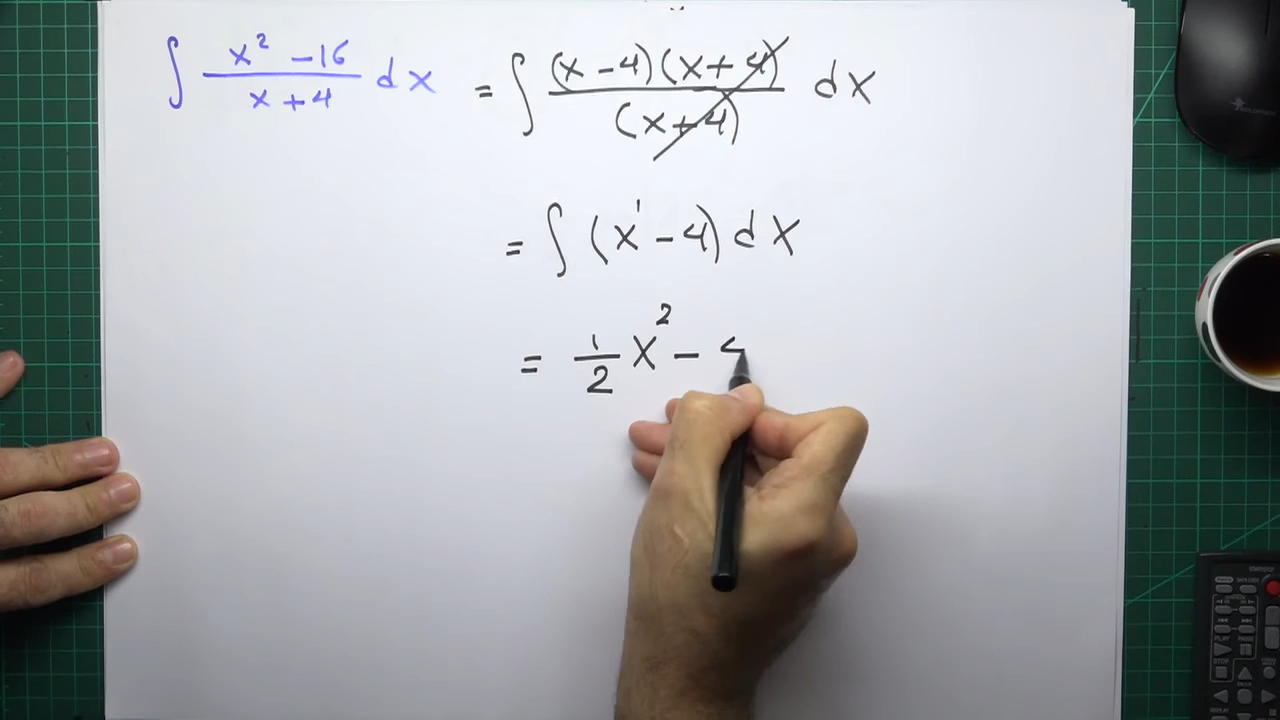 ∫ x² -16 / x +4 dx = ∫ (x -4)(x+4) / (x+4) dx
= ∫ (x¹ -4) dx
= 1/2 x² - 4